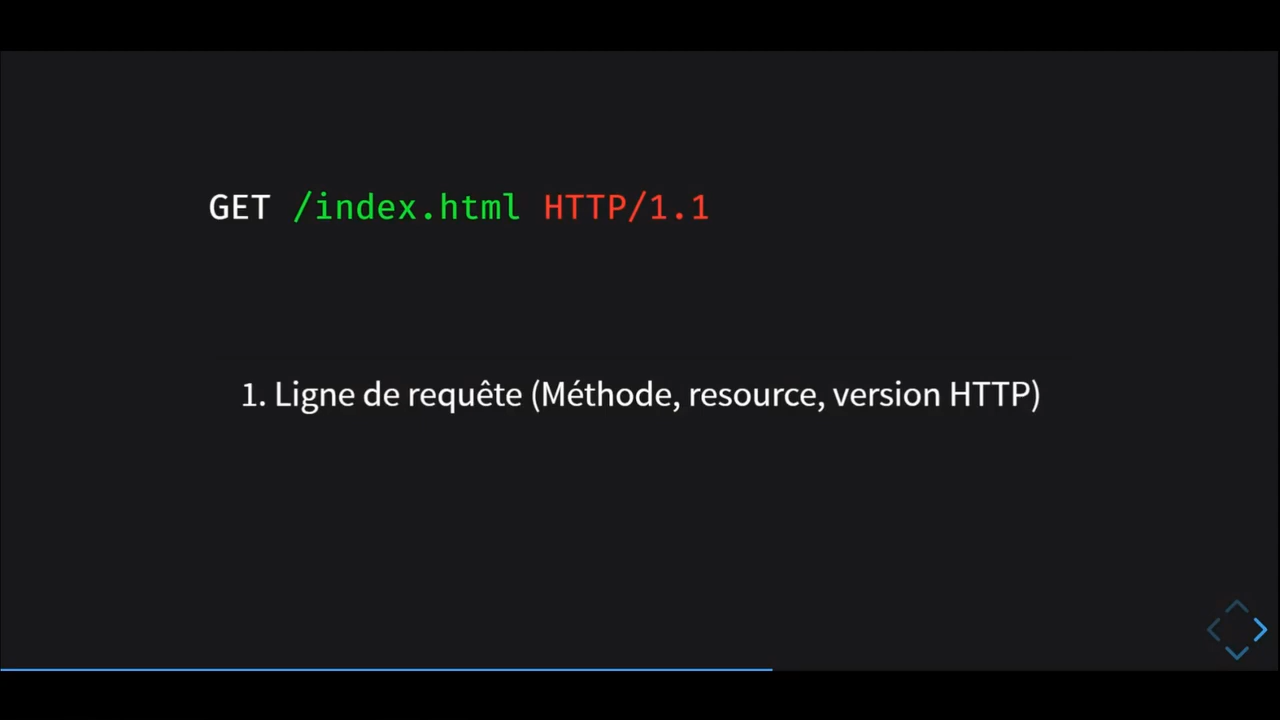 GET /index.html HTTP/1.1
1. Ligne de requête (Méthode, resource, version HTTP)